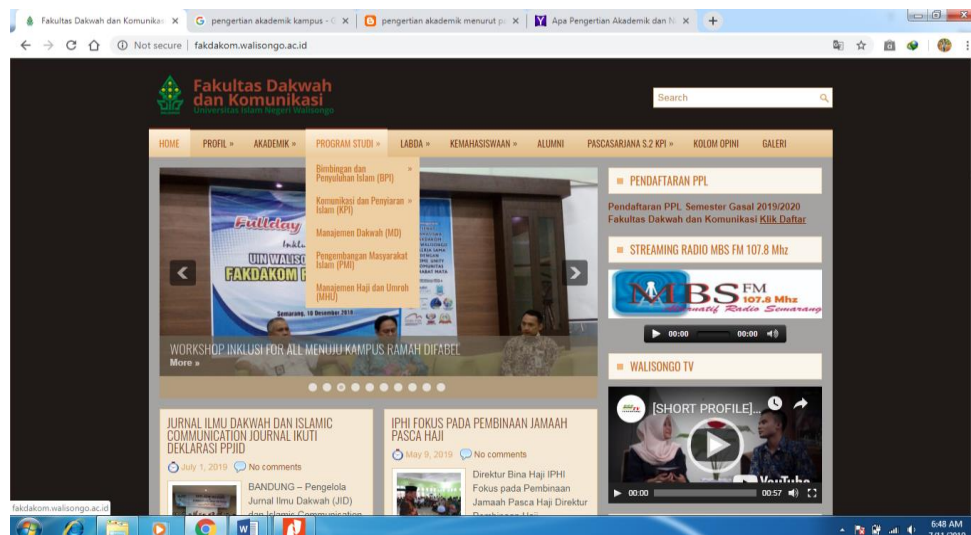 Fakultas Dakwah dan Komunikas
pengertian akademik kampus -
pengertian akademik menurut
Apa Pengertian Akademik dan
Not secure | fakdakom.walisongo.ac.id
Fakultas Dakwah
dan Komunikasi
Universitas Islam Negeri Walisongo
Search
HOME PROFIL » AKADEMIK » PROGRAM STUDI » LABDA » KEMAHASISWAAN » ALUMNI PASCASARJANA S.2 KPI » KOLOM OPINI GALERI
Bimbingan dan »
Penyuluhan Islam (BPI)
Komunikasi dan Penyiaran »
Islam (KPI)
Manajemen Dakwah (MD)
Pengembangan Masyarakat
Islam (PMI)
Manajemen Haji dan Umroh
(MHU)
Fullday
UIN WALISO
FAKDAKOM
Semarang, 10 Desember 2018
WORKSHOP INKLUSI FOR ALL MENUJU KAMPUS RAMAH DIFABEL
More »
PENDAFTARAN PPL
Pendaftaran PPL Semester Gasal 2019/2020
Fakultas Dakwah dan Komunikasi Klik Daftar
STREAMING RADIO MBS FM 107.8 Mhz
MBS FM
107.8 Mhz
Radio Semarang
00:00 00:00
WALISONGO TV
[SHORT PROFILE]...
YouTube
00:00 00:57
JURNAL ILMU DAKWAH DAN ISLAMIC
COMMUNICATION JOURNAL IKUTI
DEKLARASI PPJID
July 1, 2019 No comments
BANDUNG – Pengelola
Jurnal Ilmu Dakwah (JID)
dan Islamic Communication
IPHI FOKUS PADA PEMBINAAN JAMAAH
PASCA HAJI
May 9, 2019 No comments
Direktur Bina Haji IPHI
Fokus pada Pembinaan
Jamaah Pasca Haji Direktur
Pembinaan Haji
fakdakom.walisongo.ac.id
6:48 AM